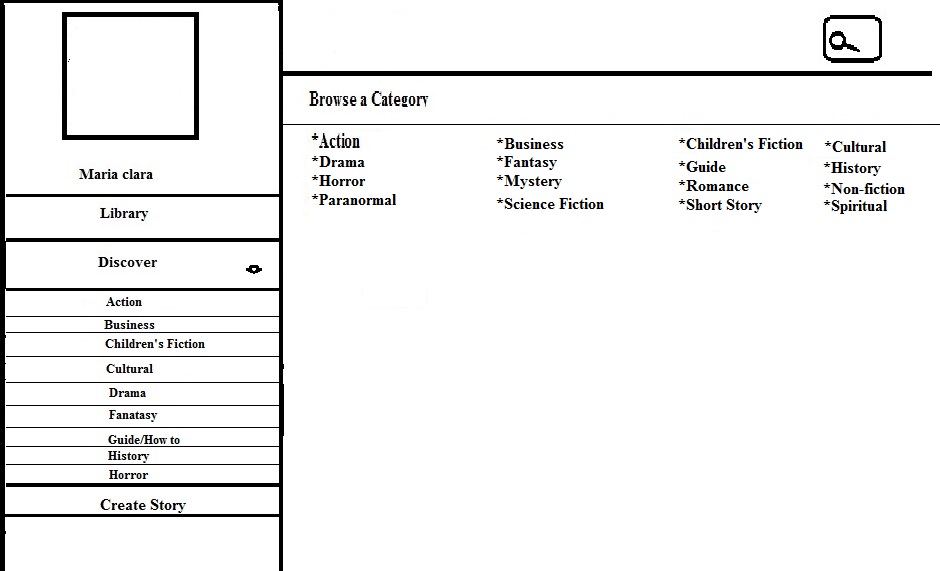 Maria clara
Library
Discover
Action
Business
Children's Fiction
Cultural
Drama
Fanatasy
Guide/How to
History
Horror
Create Story
Browse a Category
*Action
*Drama
*Horror
*Paranormal
*Business
*Fantasy
*Mystery
*Science Fiction
*Children's Fiction
*Guide
*Romance
*Short Story
*Cultural
*History
*Non-fiction
*Spiritual